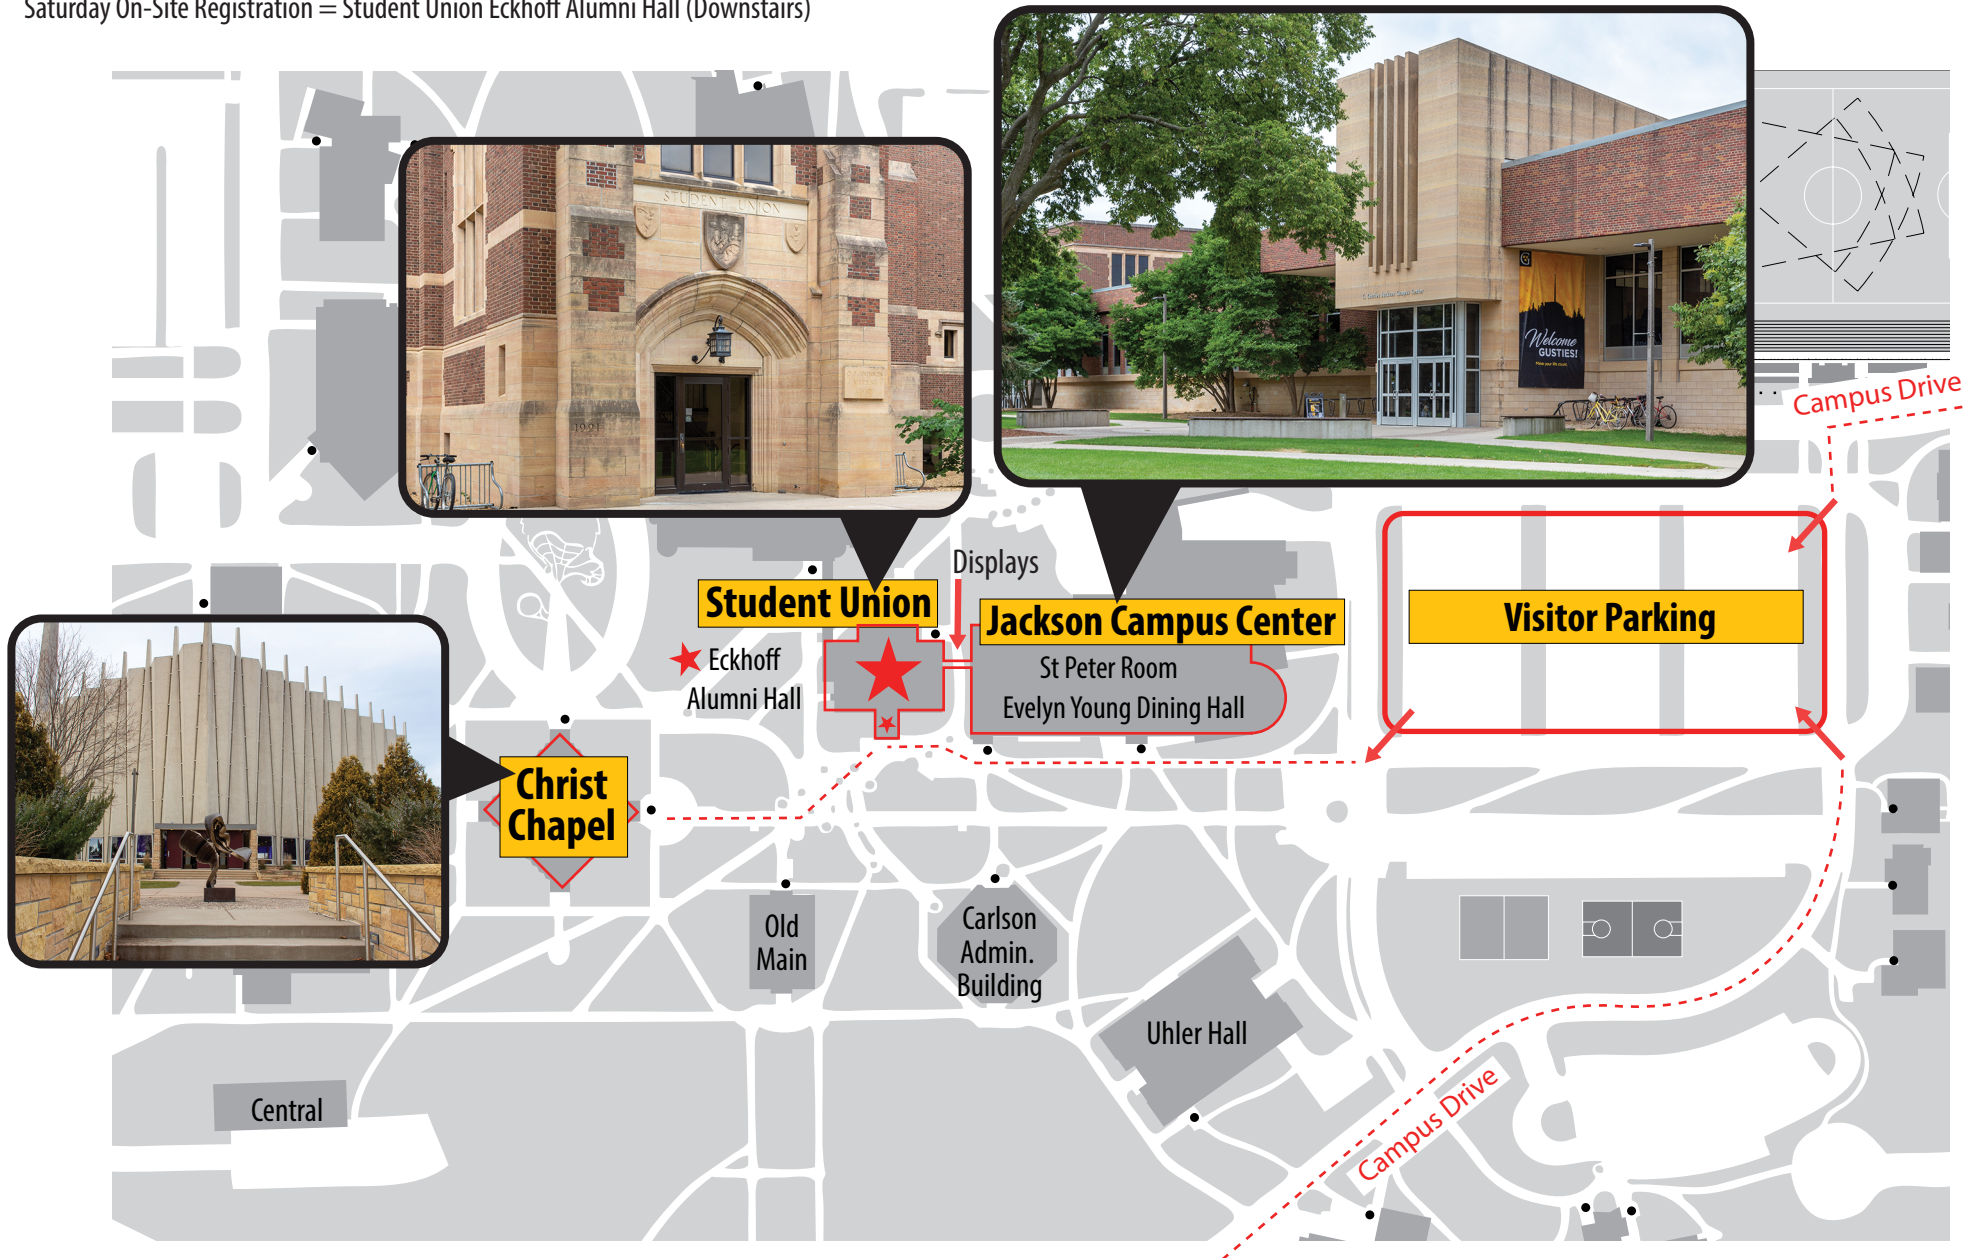 Saturday On-Site Registration = Student Union Eckhoff Alumni Hall (Downstairs)
STUDENT UNION
1921
Welcome
GUSTIES!
Campus Drive
Displays
Student Union
Jackson Campus Center
Visitor Parking
Eckhoff
Alumni Hall
St Peter Room
Evelyn Young Dining Hall
Christ
Chapel
Old
Main
Carlson
Admin.
Building
Uhler Hall
Central
Campus Drive